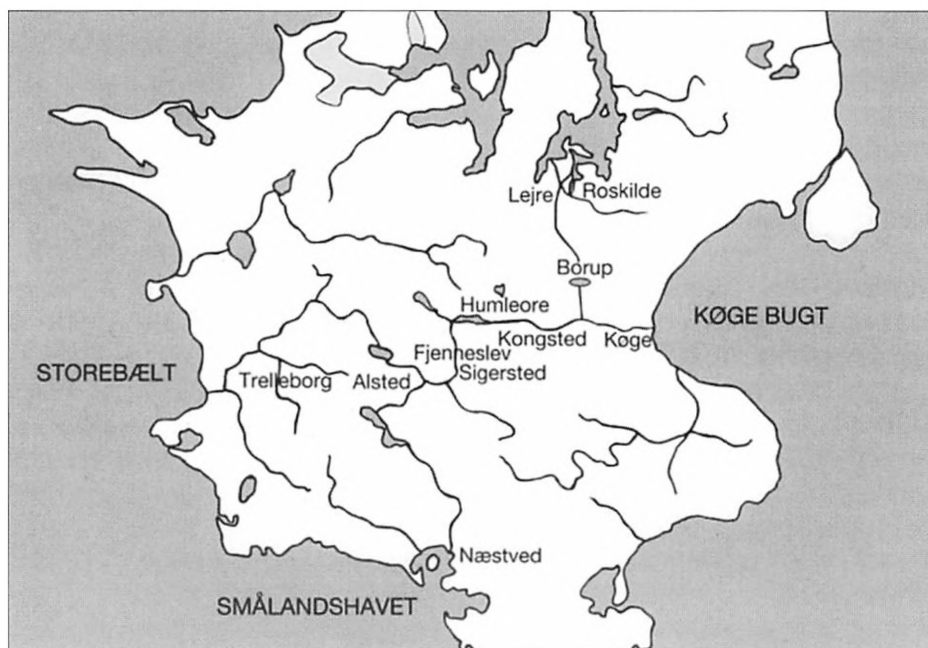 Lejre
Roskilde
Borup
Humleore
KØGE BUGT
Kongsted
Køge
Fjenneslev
STOREBÆLT
Trelleborg
Alsted
Sigersted
Næstved
SMÅLANDSHAVET